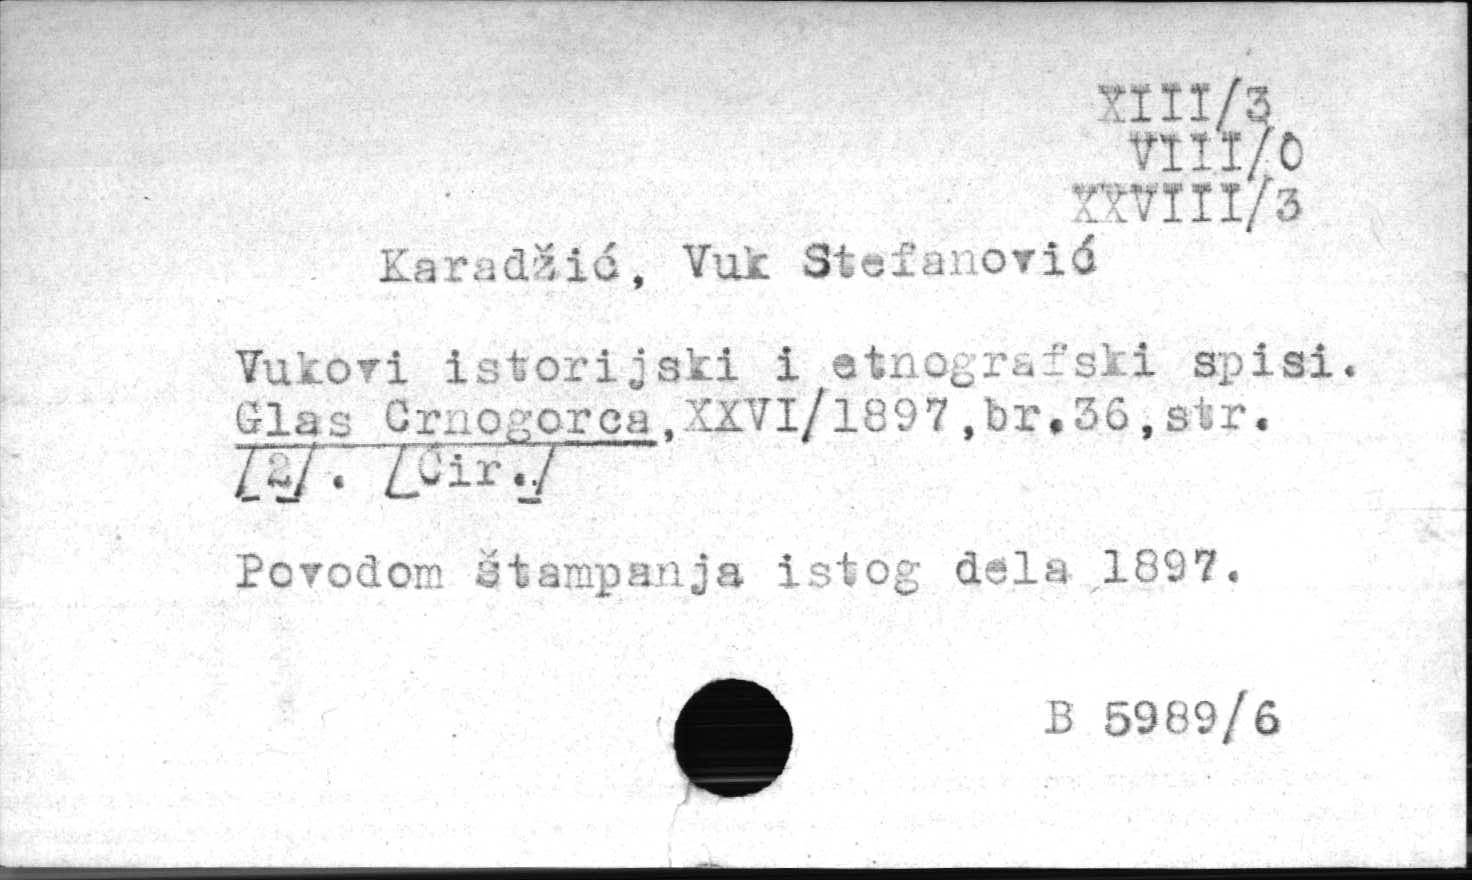 XIII/3
VIII/0
XXVIII/3
Karadžić, Vuk Stefanović
Vukovi istorijski i etnografski spisi.
Glas Crnogorca,XXVI/1897,br.36,str.
[2]. [Ćir.]
Povodom štampanja istog dela 1897.
B 5989/6